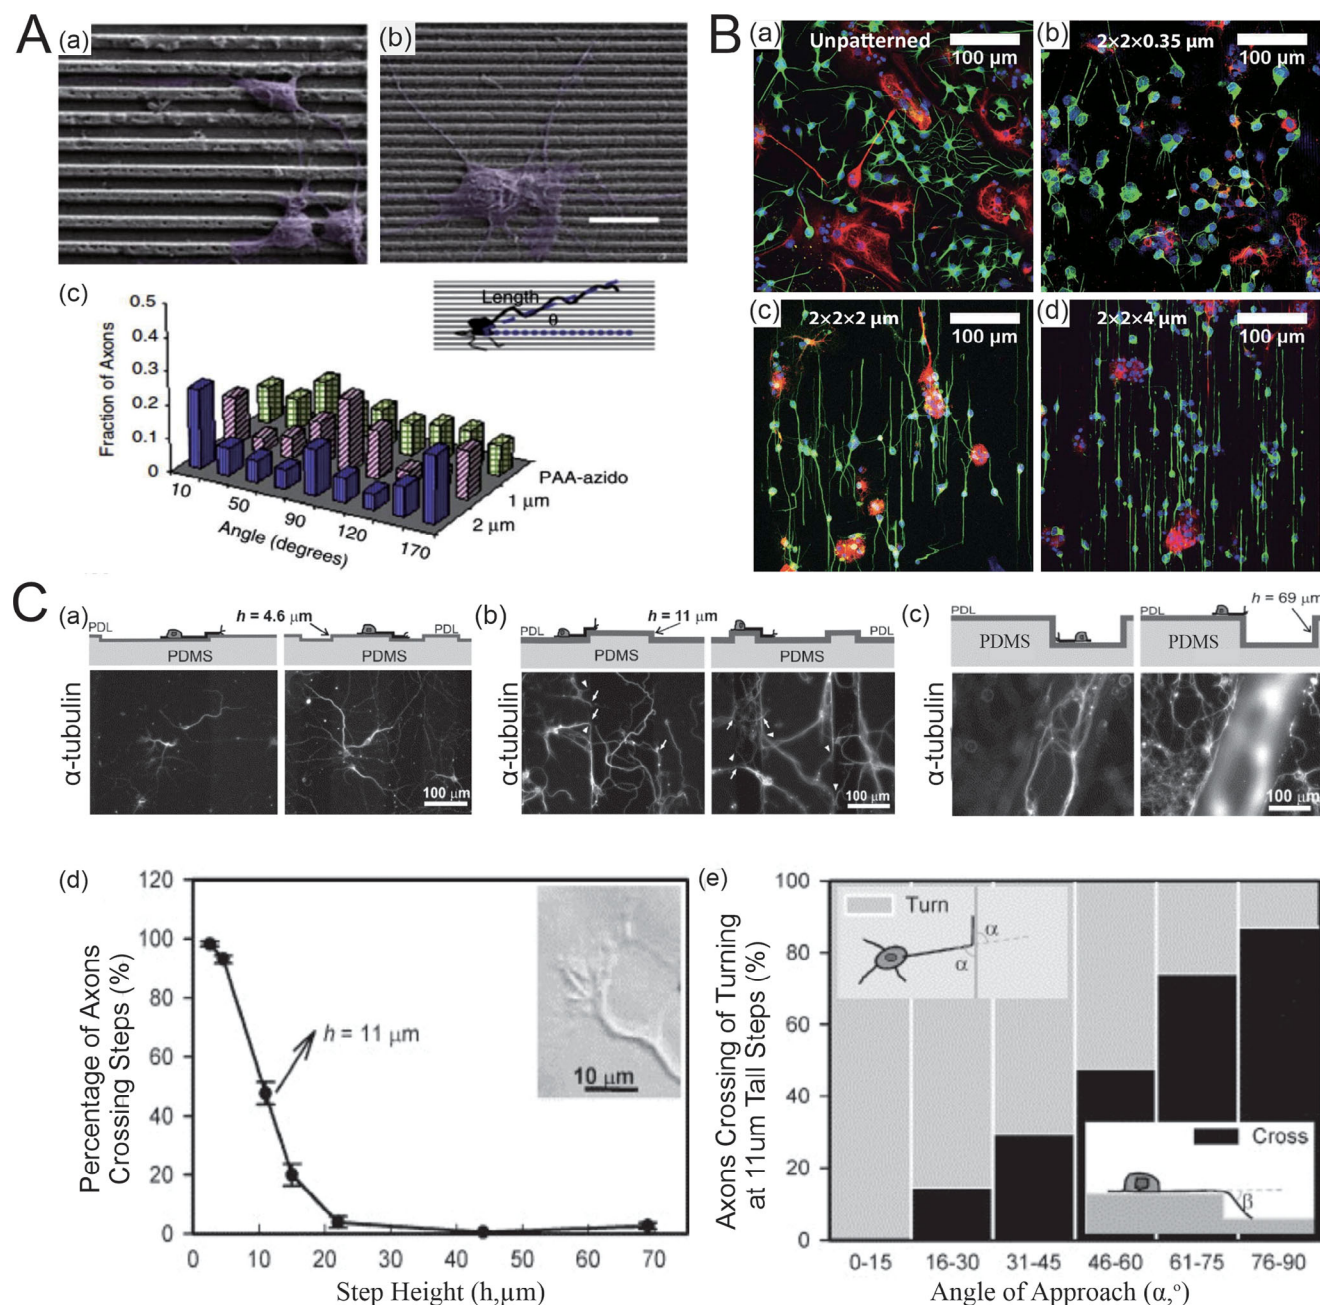 A
(a)
(b)
(c)
0.5
0.4
0.3
0.2
0.1
0
Fraction of Axons
Length
θ
10
50
90
120
170
Angle (degrees)
PAA-azido
1 μm
2 μm
B
(a)
Unpatterned
100 μm
(b)
2×2×0.35 μm
100 μm
(c)
2×2×2 μm
100 μm
(d)
2×2×4 μm
100 μm
C
(a)
h = 4.6 μm
PDL
PDMS
α-tubulin
100 μm
(b)
h = 11 μm
PDL
PDMS
α-tubulin
100 μm
(c)
h = 69 μm
PDL
PDL
PDMS
PDMS
α-tubulin
100 μm
(d)
120
100
80
60
40
20
0
Percentage of Axons
Crossing Steps (%)
h = 11 μm
10 μm
0
10
20
30
40
50
60
70
Step Height (h,μm)
(e)
100
80
60
40
20
0
Axons Crossing of Turning
at 11um Tall Steps (%)
Turn
α
α
Cross
β
0-15
16-30
31-45
46-60
61-75
76-90
Angle of Approach (α,°)